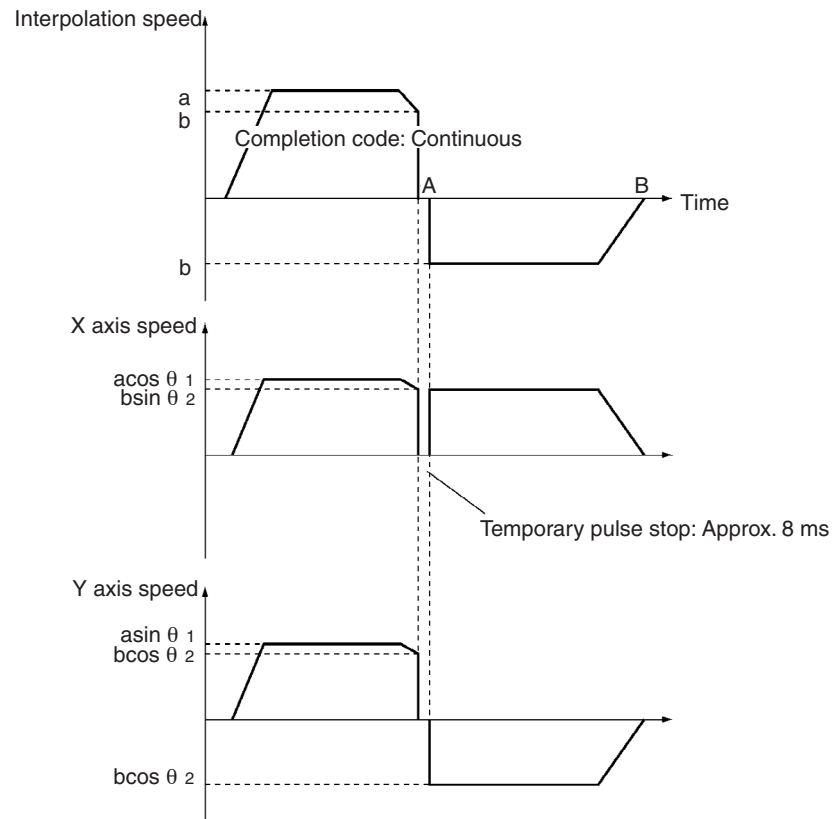 Interpolation speed
a
b
Completion code: Continuous
A
B
Time
b
X axis speed
acos θ 1
bsin θ 2
Temporary pulse stop: Approx. 8 ms
Y axis speed
asin θ 1
bcos θ 2
bcos θ 2